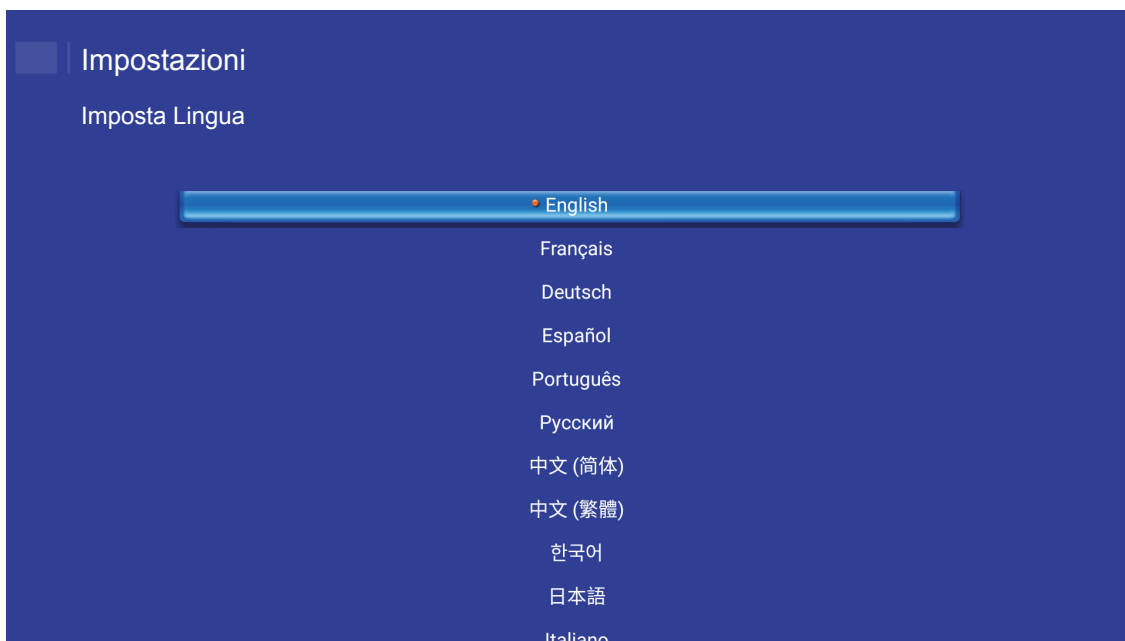 Impostazioni
Imposta Lingua
English
Français
Deutsch
Español
Português
Русский
中文 (简体)
中文 (繁體)
한국어
日本語
Italiano